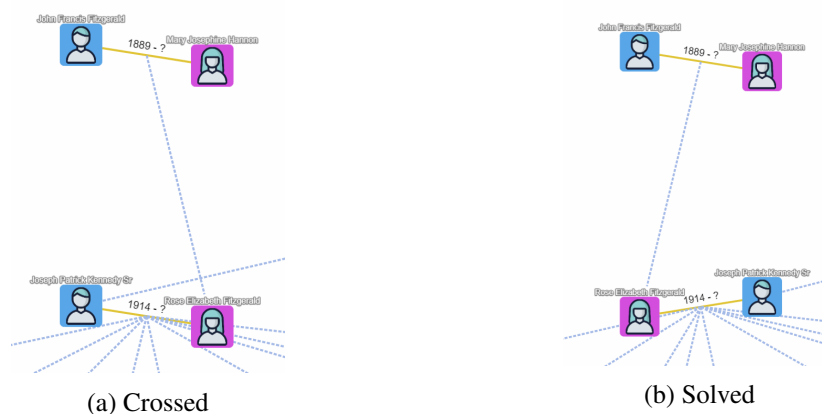 John Francis Fitzgerald
Mary Josephine Hannon
1889 - ?
Joseph Patrick Kennedy Sr
Rose Elizabeth Fitzgerald
1914 - ?
(a) Crossed
John Francis Fitzgerald
Mary Josephine Hannon
1889 - ?
Joseph Patrick Kennedy Sr
Rose Elizabeth Fitzgerald
1914 - ?
(b) Solved